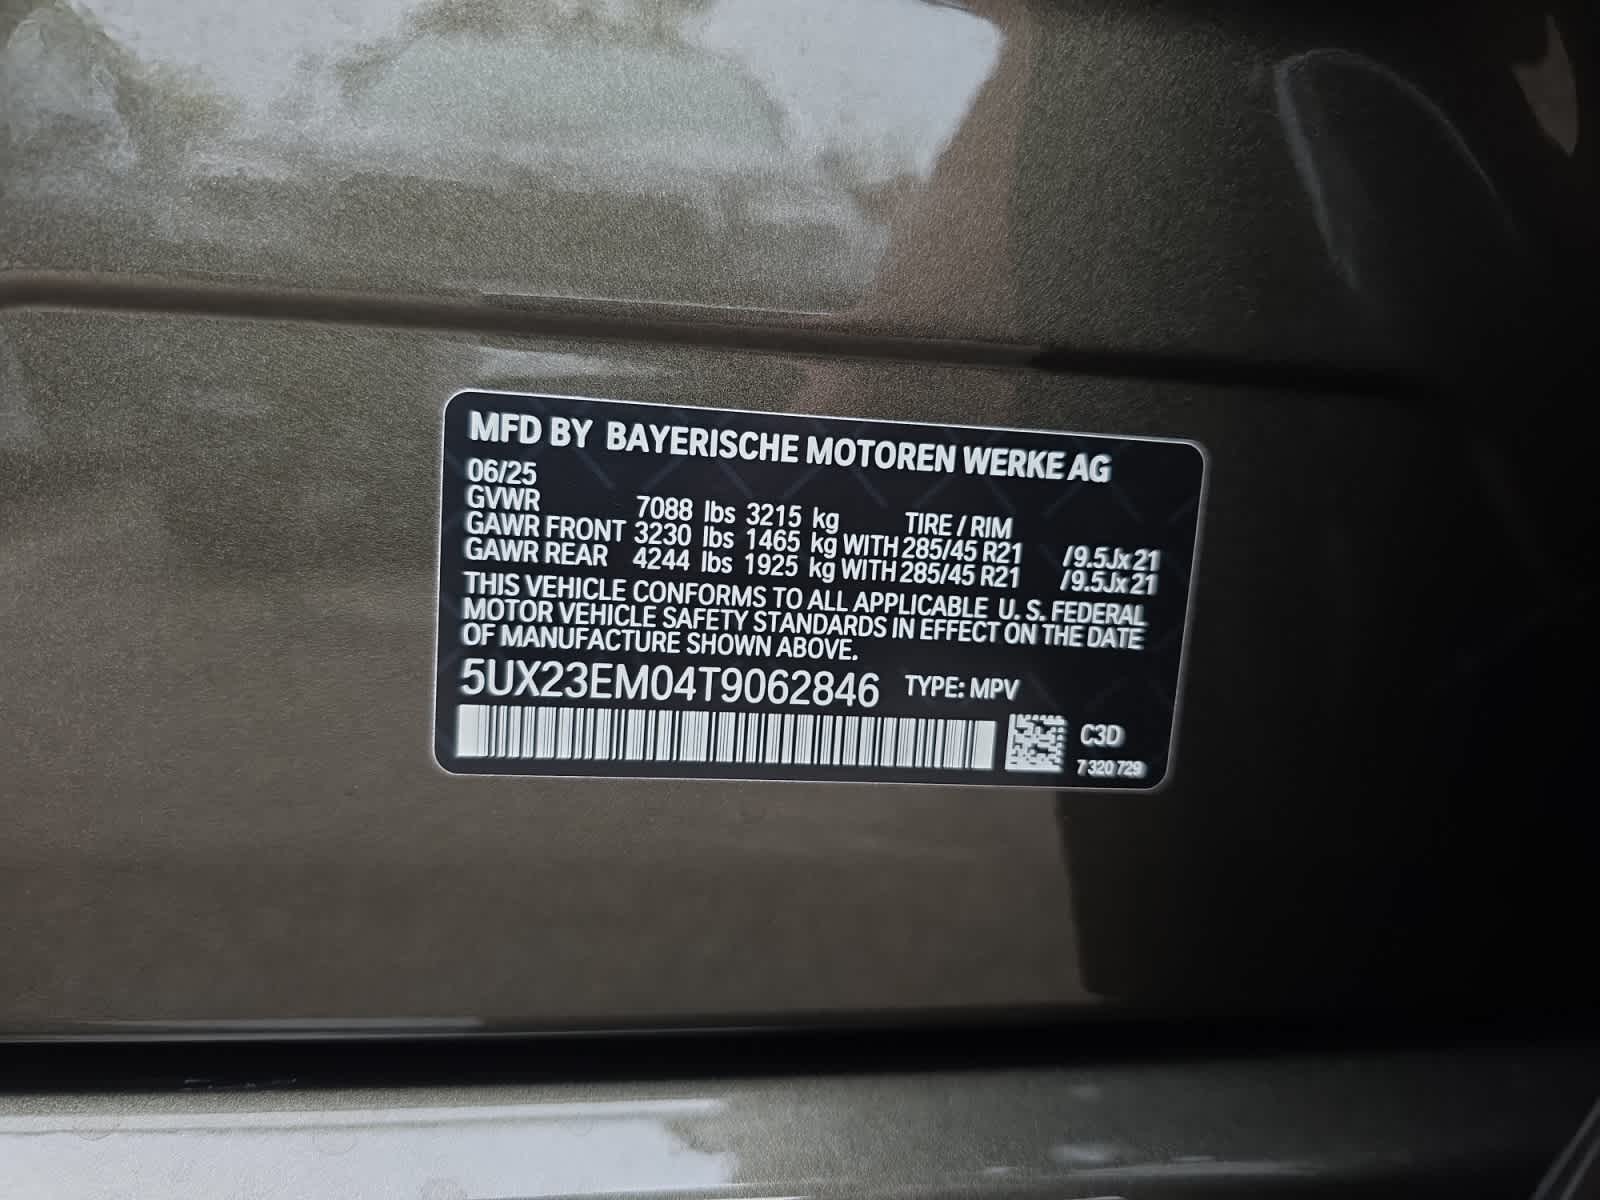 MFD BY BAYERISCHE MOTOREN WERKE AG
06/25
GVWR 7088 lbs 3215 kg TIRE / RIM
GAWR FRONT 3230 lbs 1465 kg WITH 285/45 R21 /9.5Jx21
GAWR REAR 4244 lbs 1925 kg WITH 285/45 R21 /9.5Jx21
THIS VEHICLE CONFORMS TO ALL APPLICABLE U. S. FEDERAL
MOTOR VEHICLE SAFETY STANDARDS IN EFFECT ON THE DATE
OF MANUFACTURE SHOWN ABOVE.
5UX23EM04T9062846 TYPE: MPV
C3D
7 320 729